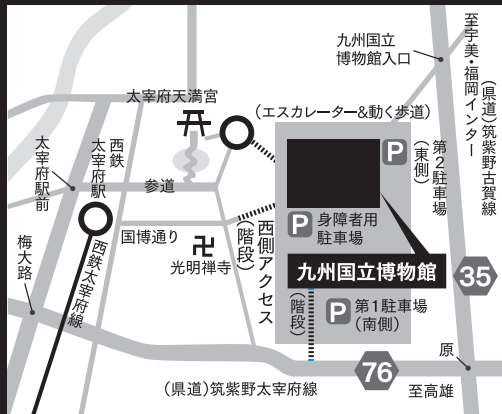 九州国立
博物館入口
至宇美・福岡インター
(県道)筑紫野古賀線
太宰府天満宮
(エスカレーター&動く歩道)
P
第2駐車場
(東側)
西鉄
太宰府駅
太宰府
駅前
参道
P
身障者用
駐車場
国博通り
光明禅寺
西側アクセス
(階段)
西鉄太宰府線
梅大路
九州国立博物館
35
(階段)
P
第1駐車場
(南側)
76
原
(県道)筑紫野太宰府線
至高雄